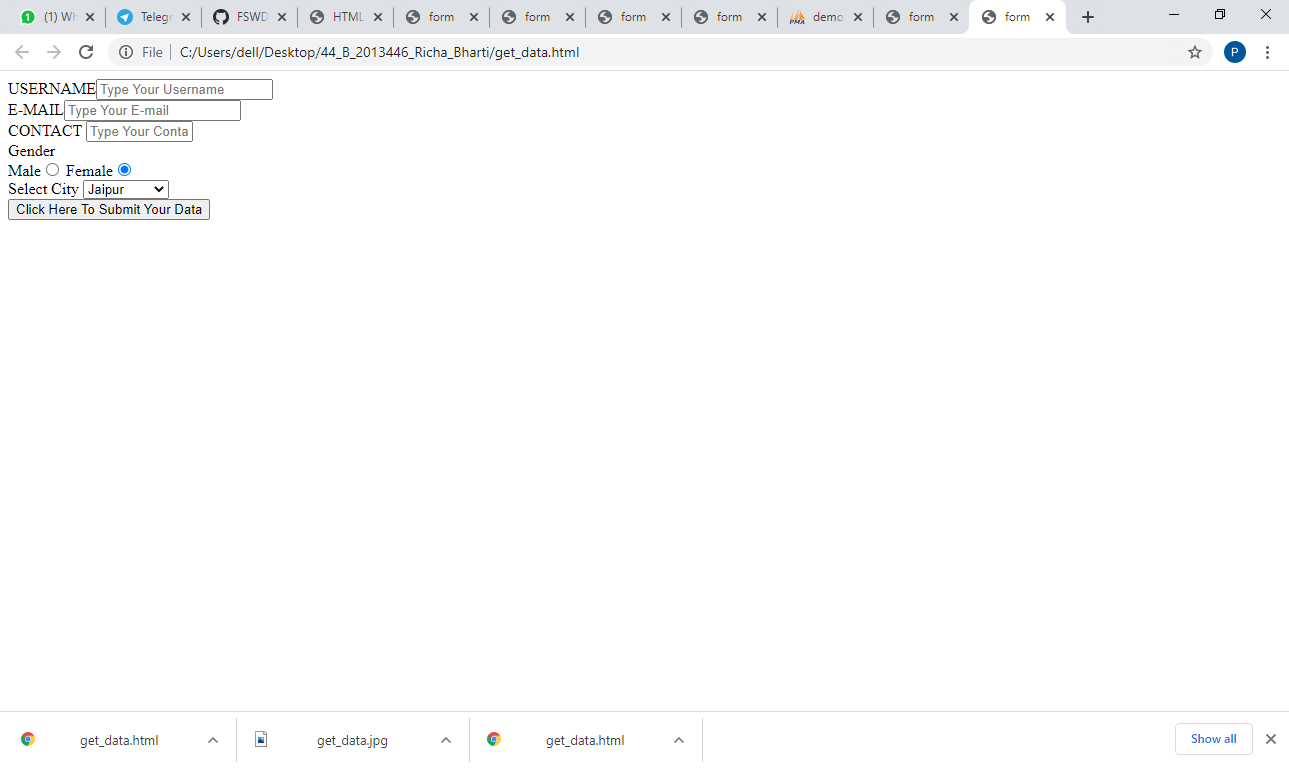 1 (1) Wh Telegr FSWD HTML form form form form demo form form
File C:/Users/dell/Desktop/44_B_2013446_Richa_Bharti/get_data.html P
USERNAME Type Your Username
E-MAIL Type Your E-mail
CONTACT Type Your Conta
Gender
Male Female
Select City Jaipur
Click Here To Submit Your Data
get_data.html get_data.jpg get_data.html Show all